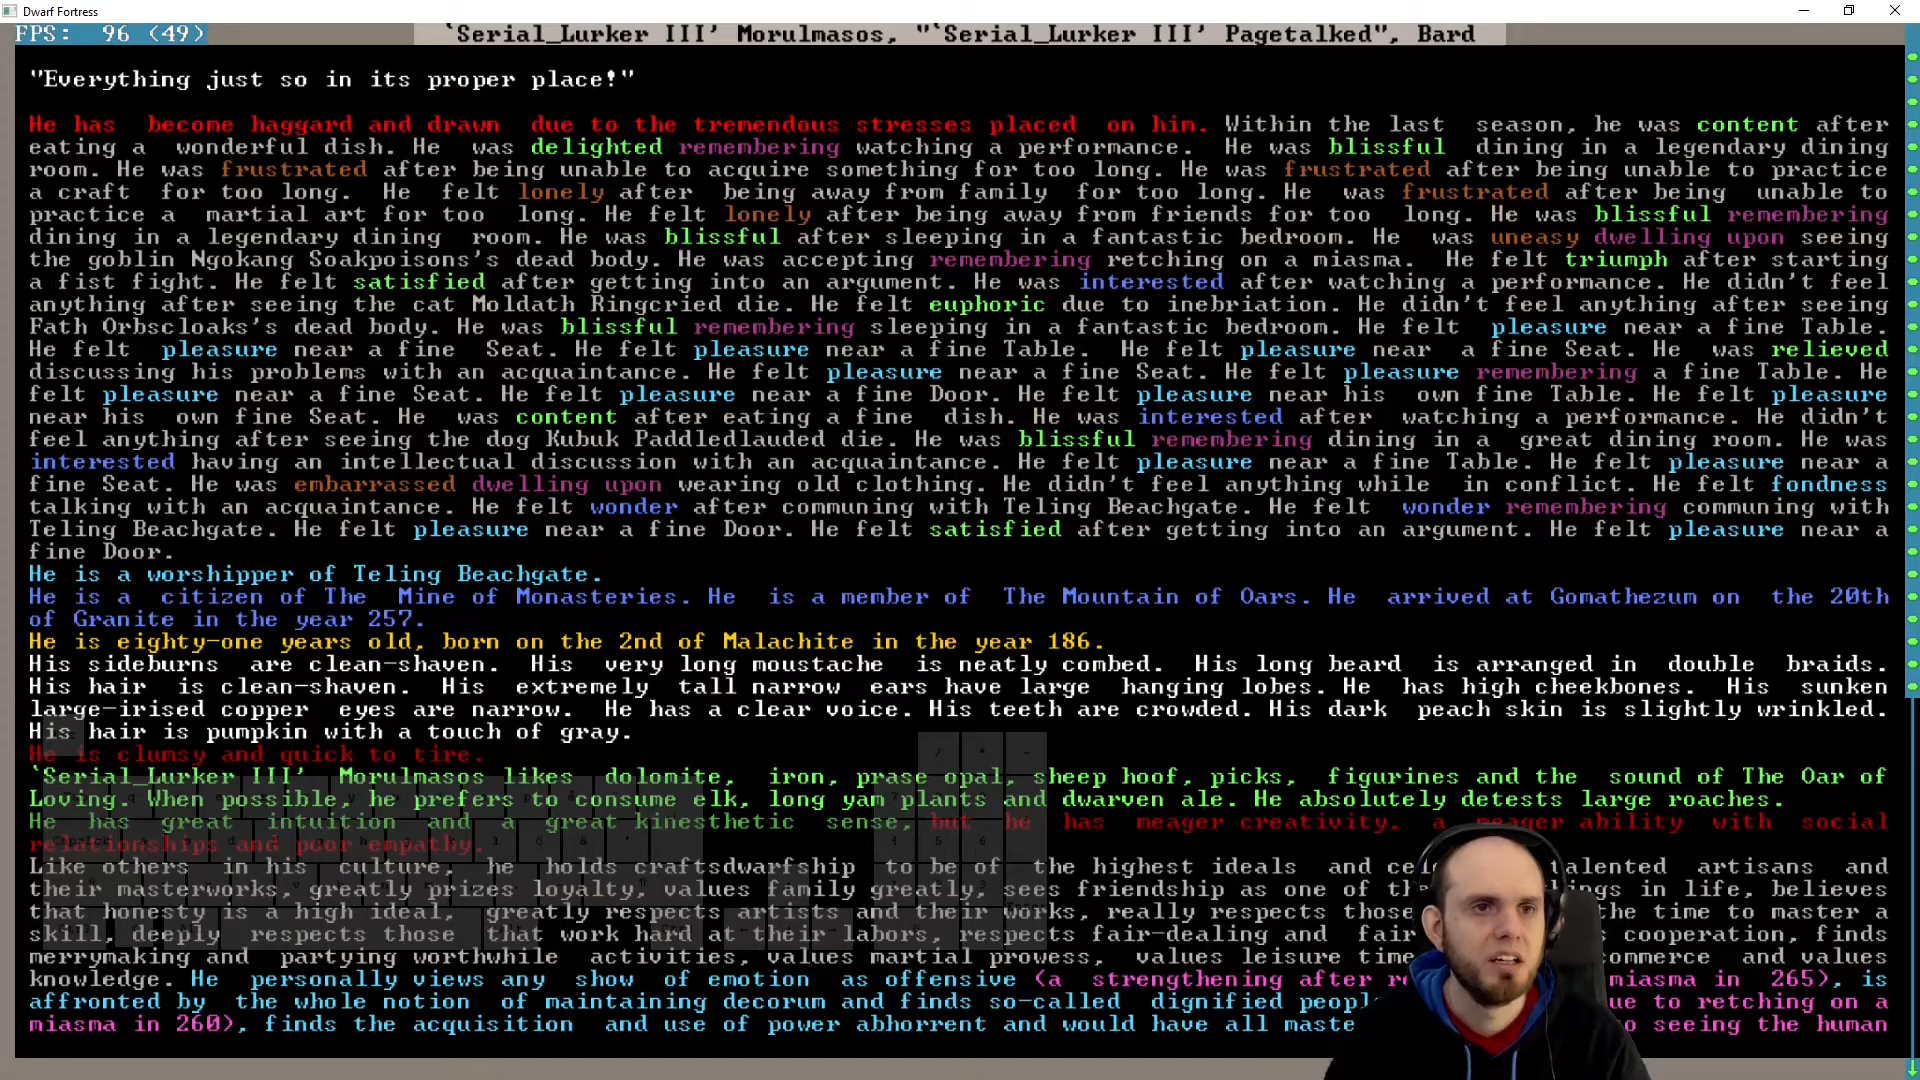 Dwarf Fortress
FPS: 96 (49)
`Serial_Lurker III' Morulmasos, "`Serial_Lurker III' Pagetalked", Bard
"Everything just so in its proper place!"
He has become haggard and drawn due to the tremendous stresses placed on him. Within the last season, he was content after
eating a wonderful dish. He was delighted remembering watching a performance. He was blissful dining in a legendary dining
room. He was frustrated after being unable to acquire something for too long. He was frustrated after being unable to practice
a craft for too long. He felt lonely after being away from family for too long. He was frustrated after being unable to
practice a martial art for too long. He felt lonely after being away from friends for too long. He was blissful remembering
dining in a legendary dining room. He was blissful after sleeping in a fantastic bedroom. He was uneasy dwelling upon seeing
the goblin Ngokang Soakpoisons's dead body. He was accepting remembering retching on a miasma. He felt triumph after starting
a fist fight. He felt satisfied after getting into an argument. He was interested after watching a performance. He didn't feel
anything after seeing the cat Moldath Ringcried die. He felt euphoric due to inebriation. He didn't feel anything after seeing
Fath Orbscloaks's dead body. He was blissful remembering sleeping in a fantastic bedroom. He felt pleasure near a fine Table.
He felt pleasure near a fine Seat. He felt pleasure near a fine Table. He felt pleasure near a fine Seat. He was relieved
discussing his problems with an acquaintance. He felt pleasure near a fine Seat. He felt pleasure remembering a fine Table. He
felt pleasure near a fine Seat. He felt pleasure near a fine Door. He felt pleasure near his own fine Table. He felt pleasure
near his own fine Seat. He was content after eating a fine dish. He was interested after watching a performance. He didn't
feel anything after seeing the dog Kubuk Paddledlauded die. He was blissful remembering dining in a great dining room. He was
interested having an intellectual discussion with an acquaintance. He felt pleasure near a fine Table. He felt pleasure near a
fine Seat. He was embarrassed dwelling upon wearing old clothing. He didn't feel anything while in conflict. He felt fondness
talking with an acquaintance. He felt wonder after communing with Teling Beachgate. He felt wonder remembering communing with
Teling Beachgate. He felt pleasure near a fine Door. He felt satisfied after getting into an argument. He felt pleasure near a
fine Door.
He is a worshipper of Teling Beachgate.
He is a citizen of The Mine of Monasteries. He is a member of The Mountain of Oars. He arrived at Gomathezum on the 20th
of Granite in the year 257.
He is eighty-one years old, born on the 2nd of Malachite in the year 186.
His sideburns are clean-shaven. His very long moustache is neatly combed. His long beard is arranged in double braids.
His hair is clean-shaven. His extremely tall narrow ears have large hanging lobes. He has high cheekbones. His sunken
large-irised copper eyes are narrow. He has a clear voice. His teeth are crowded. His dark peach skin is slightly wrinkled.
His hair is pumpkin with a touch of gray.
He is clumsy and quick to tire.
`Serial_Lurker III' Morulmasos likes dolomite, iron, prase opal, sheep hoof, picks, figurines and the sound of The Oar of
Loving. When possible, he prefers to consume elk, long yam plants and dwarven ale. He absolutely detests large roaches.
He has great intuition and a great kinesthetic sense, but he has meager creativity, a meager ability with social
relationships and poor empathy.
Like others in his culture, he holds craftsdwarfship to be of the highest ideals and ce talented artisans and
their masterworks, greatly prizes loyalty, values family greatly, sees friendship as one of th ings in life, believes
that honesty is a high ideal, greatly respects artists and their works, really respects those the time to master a
skill, deeply respects those that work hard at their labors, respects fair-dealing and fair cooperation, finds
merrymaking and partying worthwhile activities, values martial prowess, values leisure time commerce and values
knowledge. He personally views any show of emotion as offensive (a strengthening after re miasma in 265), is
affronted by the whole notion of maintaining decorum and finds so-called dignified peopl ue to retching on a
miasma in 260), finds the acquisition and use of power abhorrent and would have all maste o seeing the human